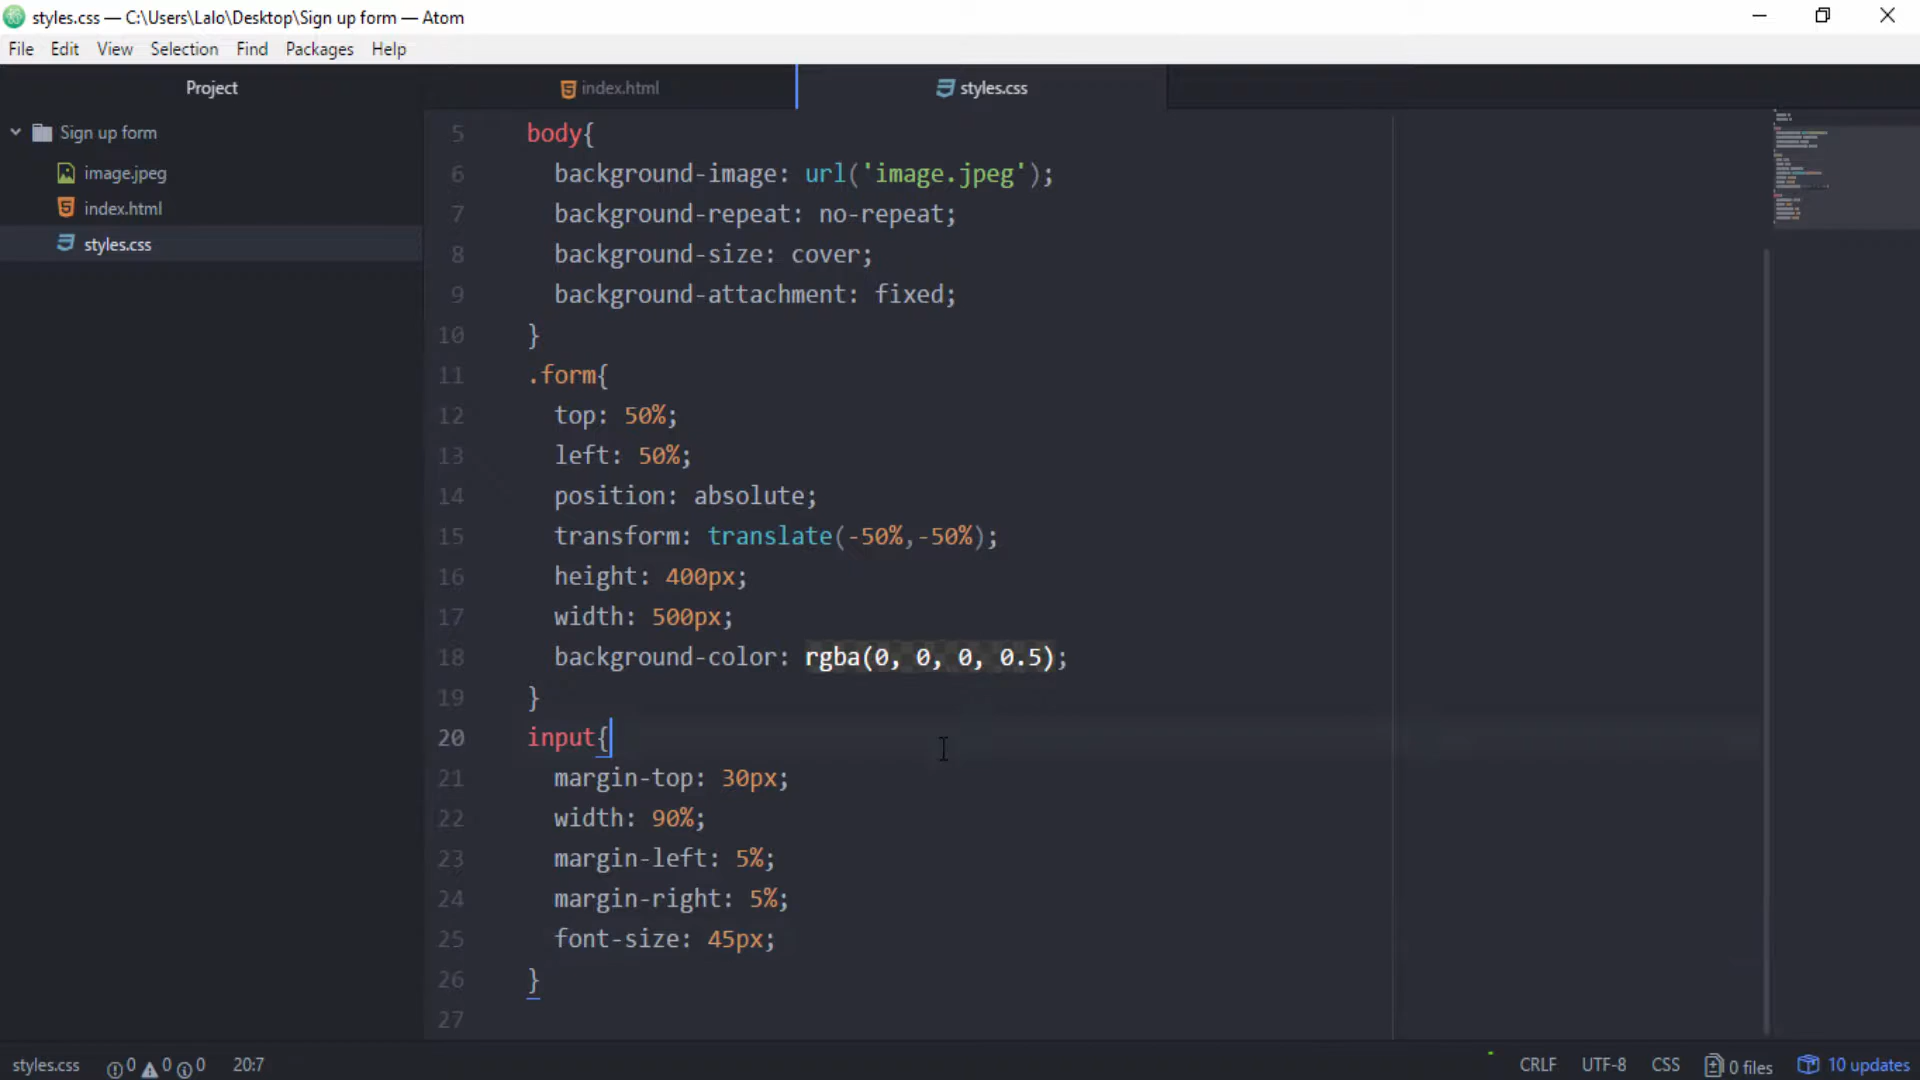 styles.css — C:\Users\Lalo\Desktop\Sign up form — Atom
File Edit View Selection Find Packages Help
Project
index.html
styles.css
Sign up form
image.jpeg
index.html
styles.css
5 body{
6 background-image: url('image.jpeg');
7 background-repeat: no-repeat;
8 background-size: cover;
9 background-attachment: fixed;
10 }
11 .form{
12 top: 50%;
13 left: 50%;
14 position: absolute;
15 transform: translate(-50%,-50%);
16 height: 400px;
17 width: 500px;
18 background-color: rgba(0, 0, 0, 0.5);
19 }
20 input{
21 margin-top: 30px;
22 width: 90%;
23 margin-left: 5%;
24 margin-right: 5%;
25 font-size: 45px;
26 }
27
styles.css 0 0 0 20:7 CRLF UTF-8 CSS 0 files 10 updates